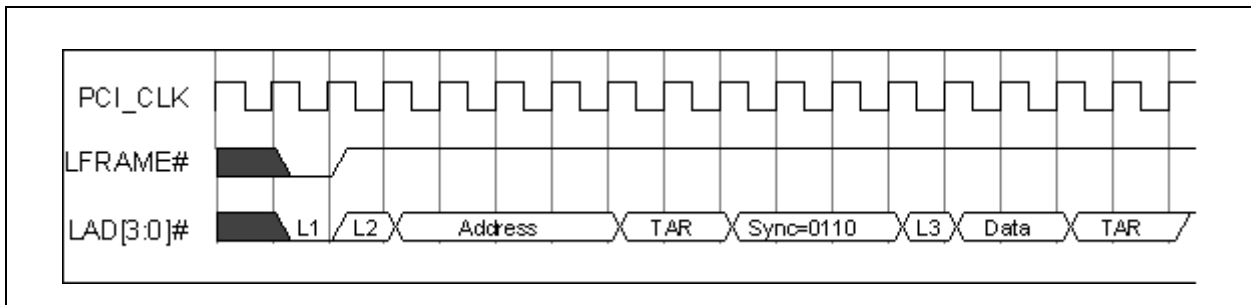 PCI_CLK
LFRAME#
LAD[3:0]# L1 L2 Address TAR Sync=0110 L3 Data TAR